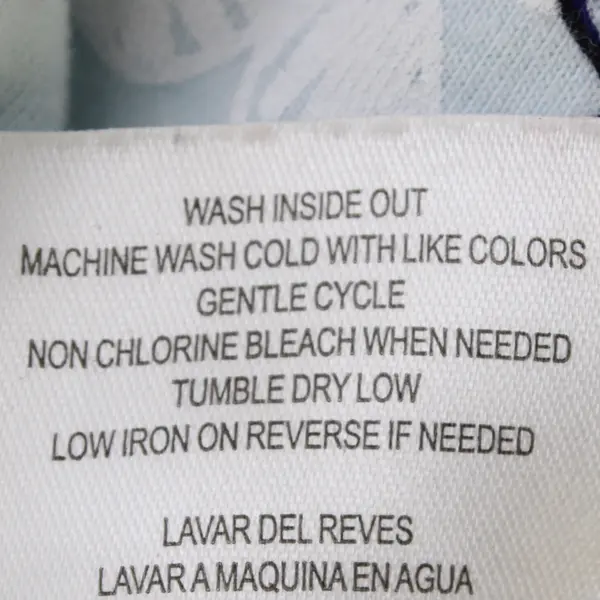 WASH INSIDE OUT
MACHINE WASH COLD WITH LIKE COLORS
GENTLE CYCLE
NON CHLORINE BLEACH WHEN NEEDED
TUMBLE DRY LOW
LOW IRON ON REVERSE IF NEEDED
LAVAR DEL REVES
LAVAR A MAQUINA EN AGUA